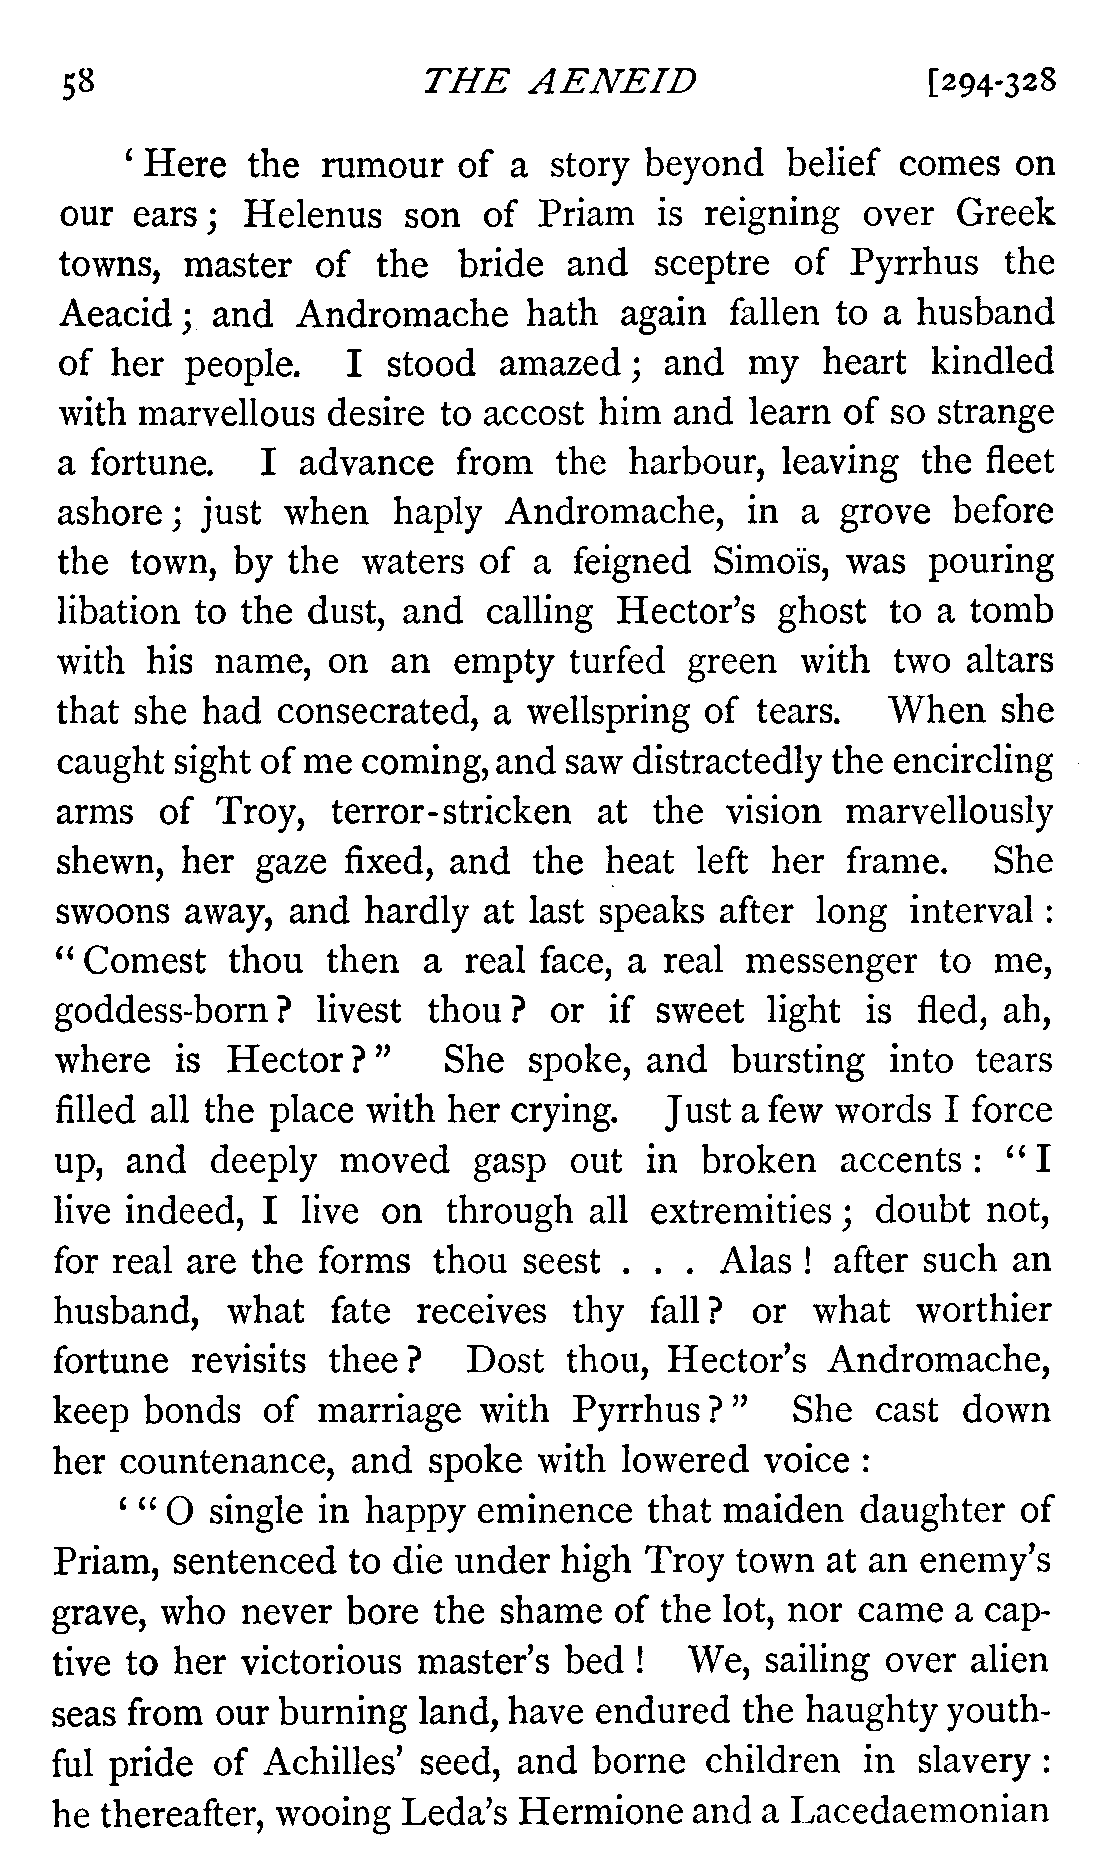 58 THE AENEID [294-328
‘ Here the rumour of a story beyond belief comes on
our ears ; Helenus son of Priam is reigning over Greek
towns, master of the bride and sceptre of Pyrrhus the
Aeacid ; and Andromache hath again fallen to a husband
of her people. I stood amazed ; and my heart kindled
with marvellous desire to accost him and learn of so strange
a fortune. I advance from the harbour, leaving the fleet
ashore ; just when haply Andromache, in a grove before
the town, by the waters of a feigned Simoïs, was pouring
libation to the dust, and calling Hector’s ghost to a tomb
with his name, on an empty turfed green with two altars
that she had consecrated, a wellspring of tears. When she
caught sight of me coming, and saw distractedly the encircling
arms of Troy, terror-stricken at the vision marvellously
shewn, her gaze fixed, and the heat left her frame. She
swoons away, and hardly at last speaks after long interval :
“ Comest thou then a real face, a real messenger to me,
goddess-born ? livest thou ? or if sweet light is fled, ah,
where is Hector ? ” She spoke, and bursting into tears
filled all the place with her crying. Just a few words I force
up, and deeply moved gasp out in broken accents : “ I
live indeed, I live on through all extremities ; doubt not,
for real are the forms thou seest . . . Alas ! after such an
husband, what fate receives thy fall ? or what worthier
fortune revisits thee ? Dost thou, Hector’s Andromache,
keep bonds of marriage with Pyrrhus ? ” She cast down
her countenance, and spoke with lowered voice :
‘ “ O single in happy eminence that maiden daughter of
Priam, sentenced to die under high Troy town at an enemy’s
grave, who never bore the shame of the lot, nor came a cap-
tive to her victorious master’s bed ! We, sailing over alien
seas from our burning land, have endured the haughty youth-
ful pride of Achilles’ seed, and borne children in slavery :
he thereafter, wooing Leda’s Hermione and a Lacedaemonian